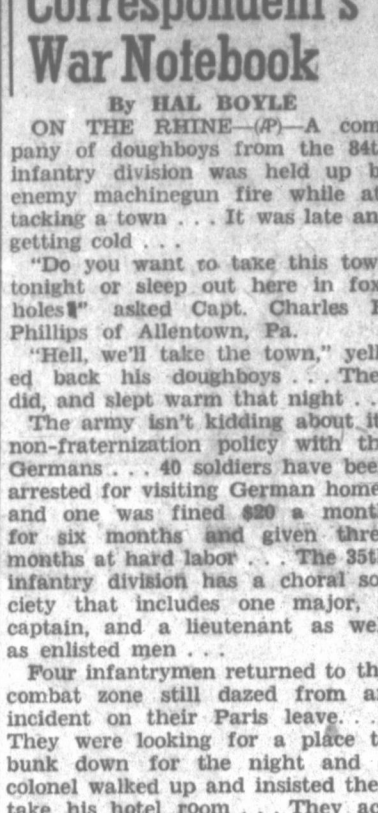 Correspondent's
War Notebook
By HAL BOYLE
ON THE RHINE—(AP)—A com
pany of doughboys from the 84t
infantry division was held up b
enemy machinegun fire while at
tacking a town . . . It was late an
getting cold . . .
"Do you want to take this tow
tonight or sleep out here in fox
holes" asked Capt. Charles
Phillips of Allentown, Pa.
"Hell, we'll take the town," yell
ed back his doughboys . . . The
did, and slept warm that night . .
The army isn't kidding about it
non-fraternization policy with th
Germans . . . 40 soldiers have bee
arrested for visiting German home
and one was fined $20 a mont
for six months and given thre
months at hard labor . . . The 35t
infantry division has a choral so
ciety that includes one major,
captain, and a lieutenant as we
as enlisted men . . .
Four infantrymen returned to th
combat zone still dazed from a
incident on their Paris leave. . .
They were looking for a place t
bunk down for the night and
colonel walked up and insisted the
take his hotel room . . . They ac